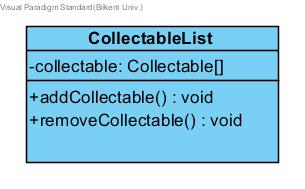 Visual Paradigm Standard(Bilkent Univ.)
CollectableList
-collectable: Collectable[]
+addCollectable() : void
+removeCollectable() : void